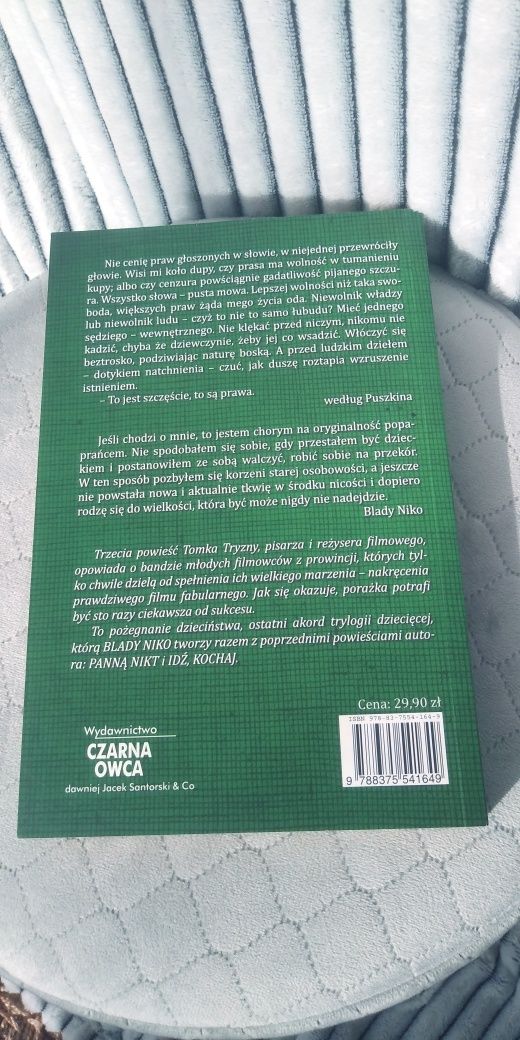 Nie cenię praw głoszonych w słowie, w niejednej przewróciły
głowie. Wisi mi koło dupy, czy prasa ma wolność w tumanieniu
kupy; albo czy cenzura powściągnie gadatliwość pijanego szczu-
ra. Wszystko słowa – pusta mowa. Lepszej wolności niż taka swo-
boda, większych praw żąda mego życia oda. Niewolnik władzy
lub niewolnik ludu – czyż to nie to samo łubudu? Mieć jednego
sędziego – wewnętrznego. Nie klękać przed niczym, nikomu nie
kadzić, chyba że dziewczynie, żeby jej co wsadzić. Włóczyć się
beztrosko, podziwiając naturę boską. A przed ludzkim dziełem
– dotykiem natchnienia – czuć, jak duszę roztapia wzruszenie
istnieniem.
– To jest szczęście, to są prawa.
według Puszkina
Jeśli chodzi o mnie, to jestem chorym na oryginalność popa-
prańcem. Nie spodobałem się sobie, gdy przestałem być dziec-
kiem i postanowiłem ze sobą walczyć, robić sobie na przekór.
W ten sposób pozbyłem się korzeni starej osobowości, a jeszcze
nie powstała nowa i aktualnie tkwię w środku nicości i dopiero
rodzę się do wielkości, która być może nigdy nie nadejdzie.
Blady Niko
Trzecia powieść Tomka Tryzny, pisarza i reżysera filmowego,
opowiada o bandzie młodych filmowców z prowincji, których tyl-
ko chwile dzielą od spełnienia ich wielkiego marzenia – nakręcenia
prawdziwego filmu fabularnego. Jak się okazuje, porażka potrafi
być sto razy ciekawsza od sukcesu.
To pożegnanie dzieciństwa, ostatni akord trylogii dziecięcej,
którą BLADY NIKO tworzy razem z poprzednimi powieściami auto-
ra: PANNĄ NIKT i IDŹ, KOCHAJ.
Cena: 29,90 zł
ISBN 978-83-7554-164-9
9 788375 541649
Wydawnictwo
CZARNA
OWCA
dawniej Jacek Santorski & Co